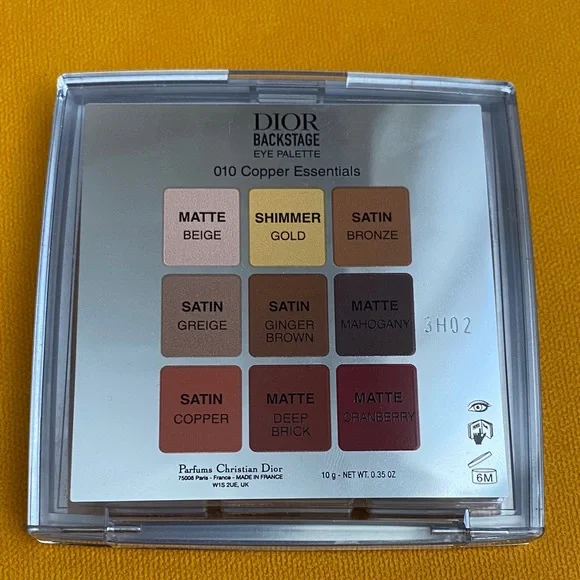 DIOR
BACKSTAGE
EYE PALETTE
010 Copper Essentials
MATTE
BEIGE
SHIMMER
GOLD
SATIN
BRONZE
SATIN
GREIGE
SATIN
GINGER
BROWN
MATTE
MAHOGANY
3H02
SATIN
COPPER
MATTE
DEEP
BRICK
MATTE
CRANBERRY
Parfums Christian Dior
75008 Paris - France - MADE IN FRANCE
W1S 2UE, UK
10 g - NET WT. 0.35 OZ
6M